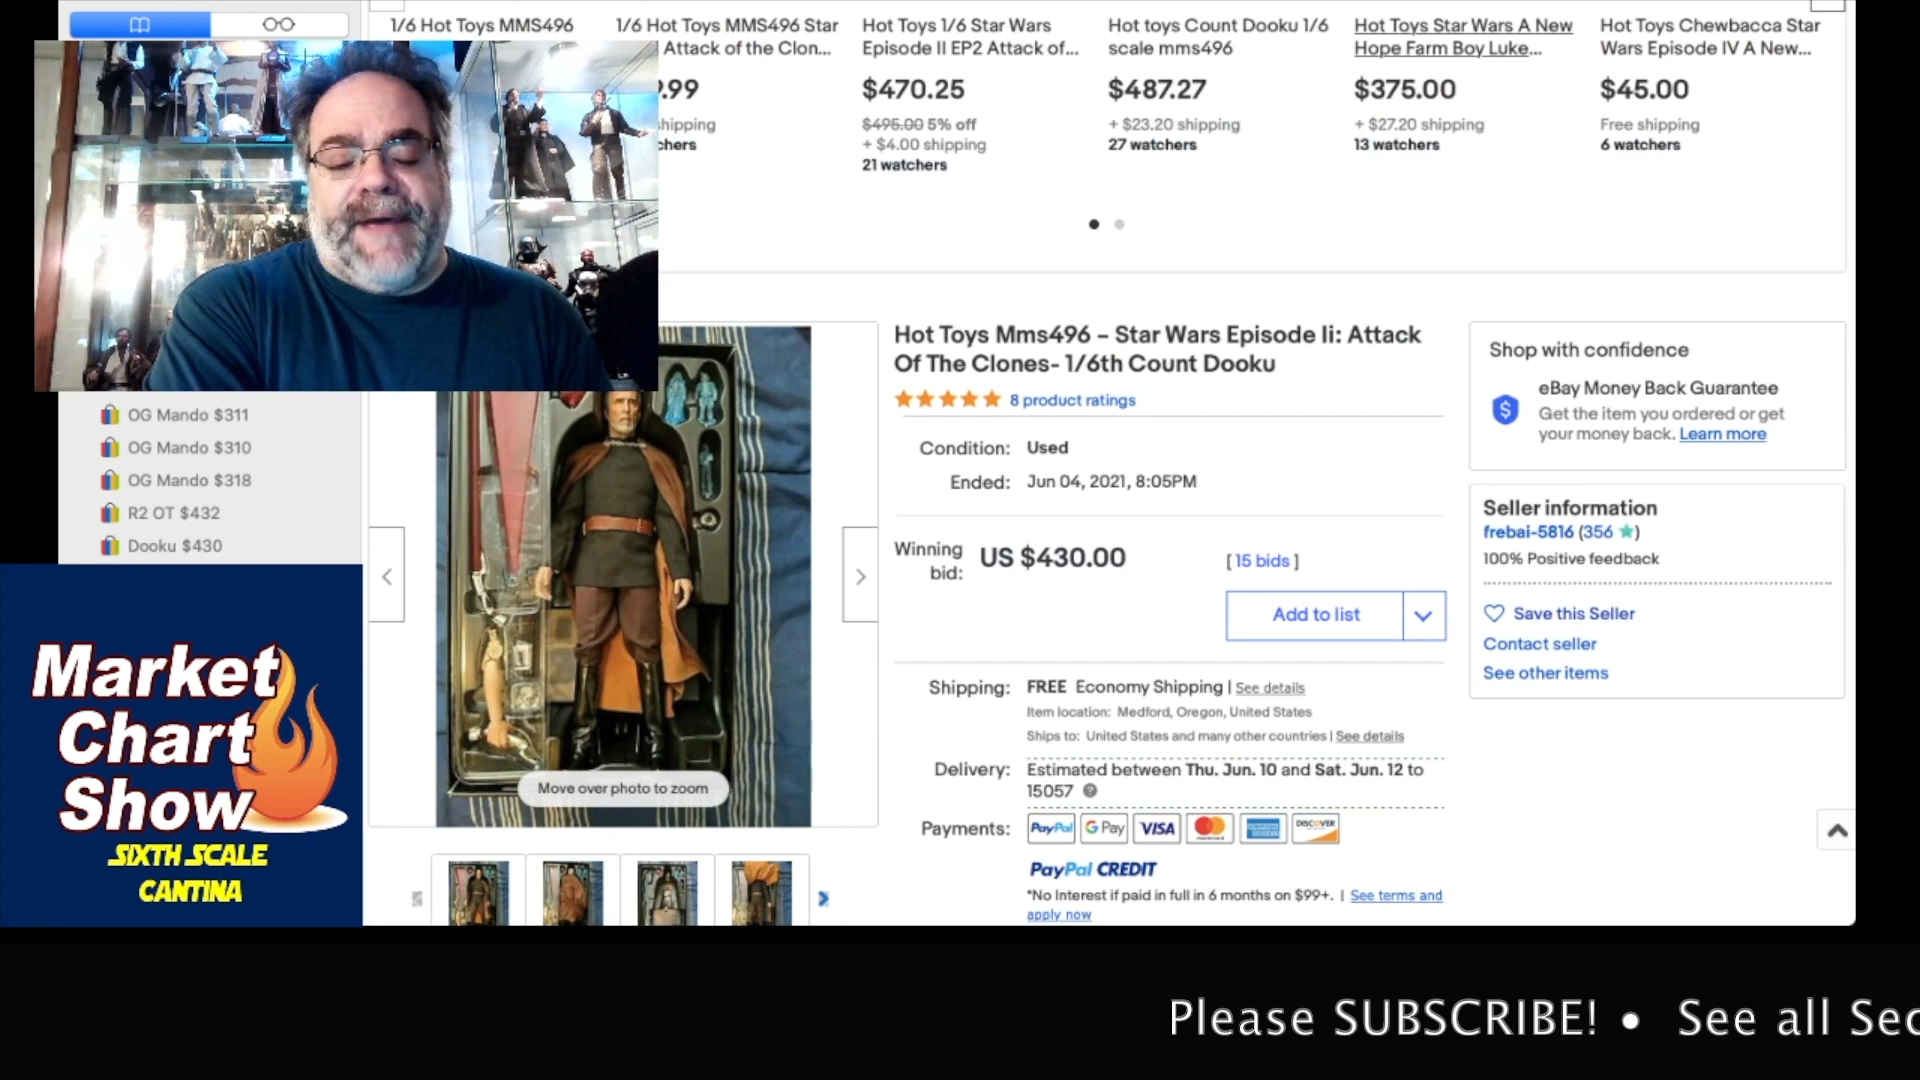 1/6 Hot Toys MMS496
1/6 Hot Toys MMS496 Star
Attack of the Clon...
9.99
shipping
Hot Toys 1/6 Star Wars
Episode II EP2 Attack of...
$470.25
$495.00 5% off
+ $4.00 shipping
21 watchers
Hot toys Count Dooku 1/6
scale mms496
$487.27
+ $23.20 shipping
27 watchers
Hot Toys Star Wars A New
Hope Farm Boy Luke...
$375.00
+ $27.20 shipping
13 watchers
Hot Toys Chewbacca Star
Wars Episode IV A New...
$45.00
Free shipping
6 watchers
OG Mando $311
OG Mando $310
OG Mando $318
R2 OT $432
Dooku $430
Market
Chart
Show
SIXTH SCALE
CANTINA
Move over photo to zoom
Hot Toys Mms496 – Star Wars Episode Ii: Attack
Of The Clones- 1/6th Count Dooku
8 product ratings
Condition: Used
Ended: Jun 04, 2021, 8:05PM
Winning
bid:
US $430.00
[ 15 bids ]
Add to list
Shipping: FREE Economy Shipping | See details
Item location: Medford, Oregon, United States
Ships to: United States and many other countries | See details
Delivery: Estimated between Thu. Jun. 10 and Sat. Jun. 12 to
15057
Payments: PayPal G Pay VISA DISCOVER
PayPal CREDIT
*No Interest if paid in full in 6 months on $99+. | See terms and
apply now
Shop with confidence
eBay Money Back Guarantee
Get the item you ordered or get
your money back. Learn more
Seller information
frebai-5816 (356 ★)
100% Positive feedback
Save this Seller
Contact seller
See other items
Please SUBSCRIBE! • See all Sec